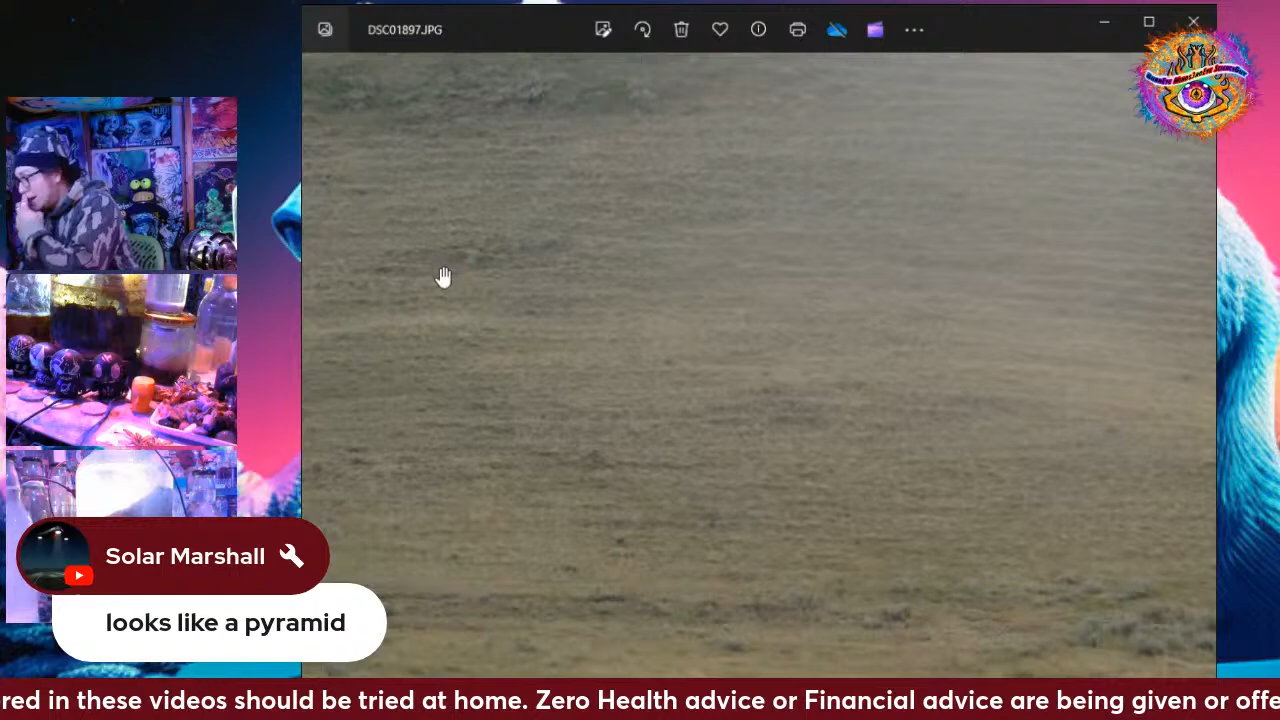 DSC01897.JPG
Solar Marshall
looks like a pyramid
red in these videos should be tried at home. Zero Health advice or Financial advice are being given or offe